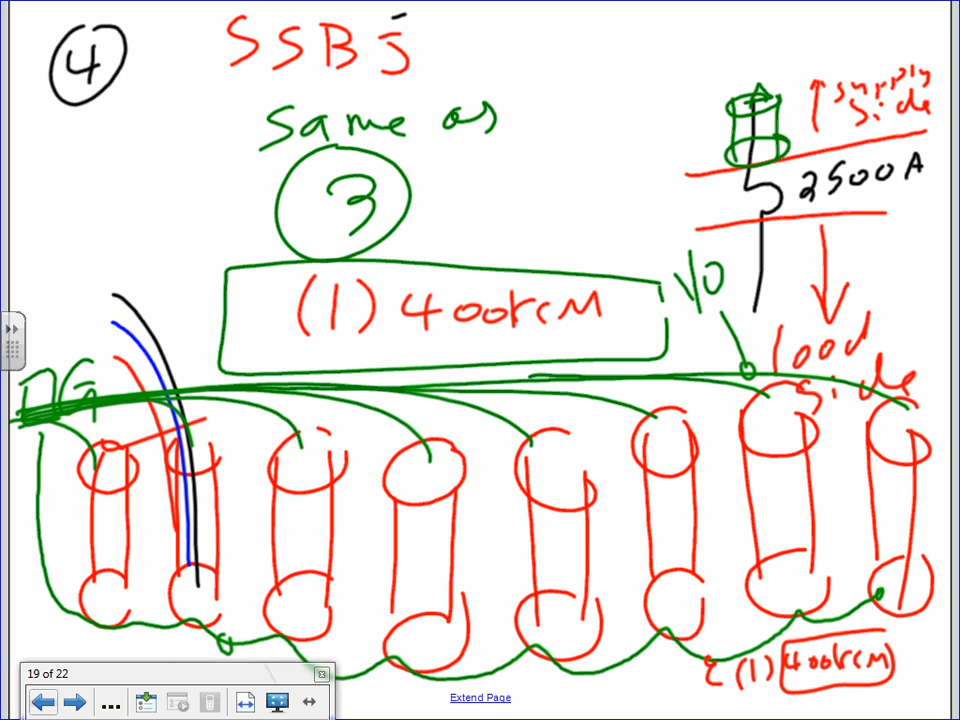 4
SSBj
same as
3
(1) 400kcM
supply
side
2500A
1/0
load
side
(1) 400kcM
19 of 22
...
Extend Page